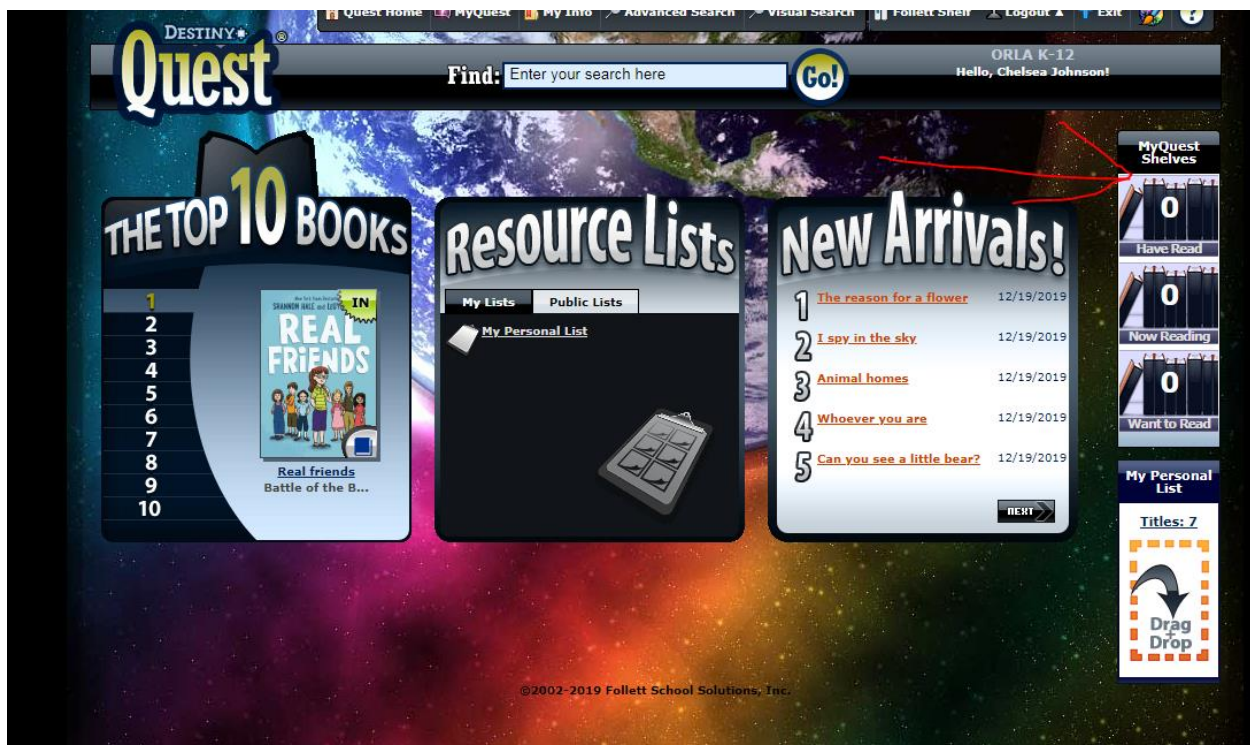 Quest Home MyQuest My Info Advanced Search Visual Search Follett Shelf Logout Exit ?
DESTINY
Quest®
Find: Enter your search here Go!
ORLA K-12
Hello, Chelsea Johnson!
THE TOP 10 BOOKS
1
2
3
4
5
6
7
8
9
10
IN
SHANNON HALE and
REAL
FRIENDS
Real friends
Battle of the B...
Resource Lists
My Lists Public Lists
My Personal List
New Arrivals!
1 The reason for a flower 12/19/2019
2 I spy in the sky 12/19/2019
3 Animal homes 12/19/2019
4 Whoever you are 12/19/2019
5 Can you see a little bear? 12/19/2019
NEXT
MyQuest
Shelves
0
Have Read
0
Now Reading
0
Want to Read
My Personal
List
Titles: 7
Drag
+
Drop
©2002-2019 Follett School Solutions, Inc.